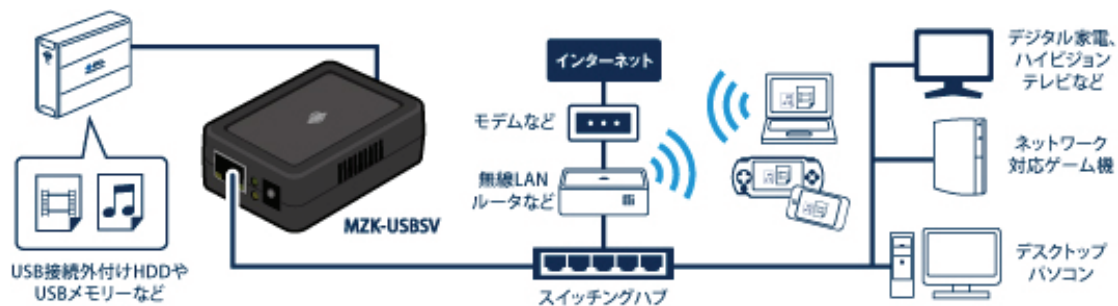 USB接続外付けHDDや
USBメモリーなど
MZK-USBSV
インターネット
モデムなど
無線LAN
ルータなど
スイッチングハブ
デジタル家電、
ハイビジョン
テレビなど
ネットワーク
対応ゲーム機
デスクトップ
パソコン